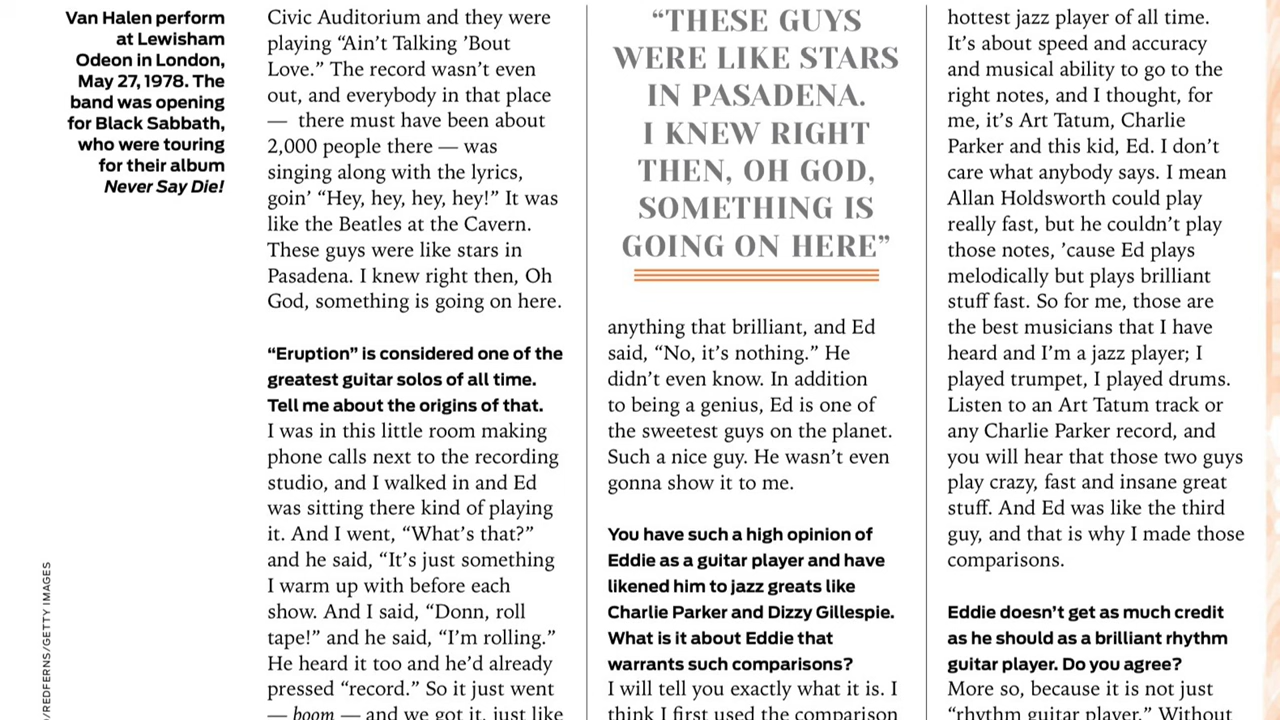 Van Halen perform
at Lewisham
Odeon in London,
May 27, 1978. The
band was opening
for Black Sabbath,
who were touring
for their album
Never Say Die!
/REDFERNS/GETTY IMAGES
Civic Auditorium and they were
playing “Ain’t Talking ’Bout
Love.” The record wasn’t even
out, and everybody in that place
— there must have been about
2,000 people there — was
singing along with the lyrics,
goin’ “Hey, hey, hey, hey!” It was
like the Beatles at the Cavern.
These guys were like stars in
Pasadena. I knew right then, Oh
God, something is going on here.
“Eruption” is considered one of the
greatest guitar solos of all time.
Tell me about the origins of that.
I was in this little room making
phone calls next to the recording
studio, and I walked in and Ed
was sitting there kind of playing
it. And I went, “What’s that?”
and he said, “It’s just something
I warm up with before each
show. And I said, “Donn, roll
tape!” and he said, “I’m rolling.”
He heard it too and he’d already
pressed “record.” So it just went
— boom — and we got it, just like
“THESE GUYS
WERE LIKE STARS
IN PASADENA.
I KNEW RIGHT
THEN, OH GOD,
SOMETHING IS
GOING ON HERE”
anything that brilliant, and Ed
said, “No, it’s nothing.” He
didn’t even know. In addition
to being a genius, Ed is one of
the sweetest guys on the planet.
Such a nice guy. He wasn’t even
gonna show it to me.
You have such a high opinion of
Eddie as a guitar player and have
likened him to jazz greats like
Charlie Parker and Dizzy Gillespie.
What is it about Eddie that
warrants such comparisons?
I will tell you exactly what it is. I
think I first used the comparison
hottest jazz player of all time.
It’s about speed and accuracy
and musical ability to go to the
right notes, and I thought, for
me, it’s Art Tatum, Charlie
Parker and this kid, Ed. I don’t
care what anybody says. I mean
Allan Holdsworth could play
really fast, but he couldn’t play
those notes, ’cause Ed plays
melodically but plays brilliant
stuff fast. So for me, those are
the best musicians that I have
heard and I’m a jazz player; I
played trumpet, I played drums.
Listen to an Art Tatum track or
any Charlie Parker record, and
you will hear that those two guys
play crazy, fast and insane great
stuff. And Ed was like the third
guy, and that is why I made those
comparisons.
Eddie doesn’t get as much credit
as he should as a brilliant rhythm
guitar player. Do you agree?
More so, because it is not just
“rhythm guitar player.” Without